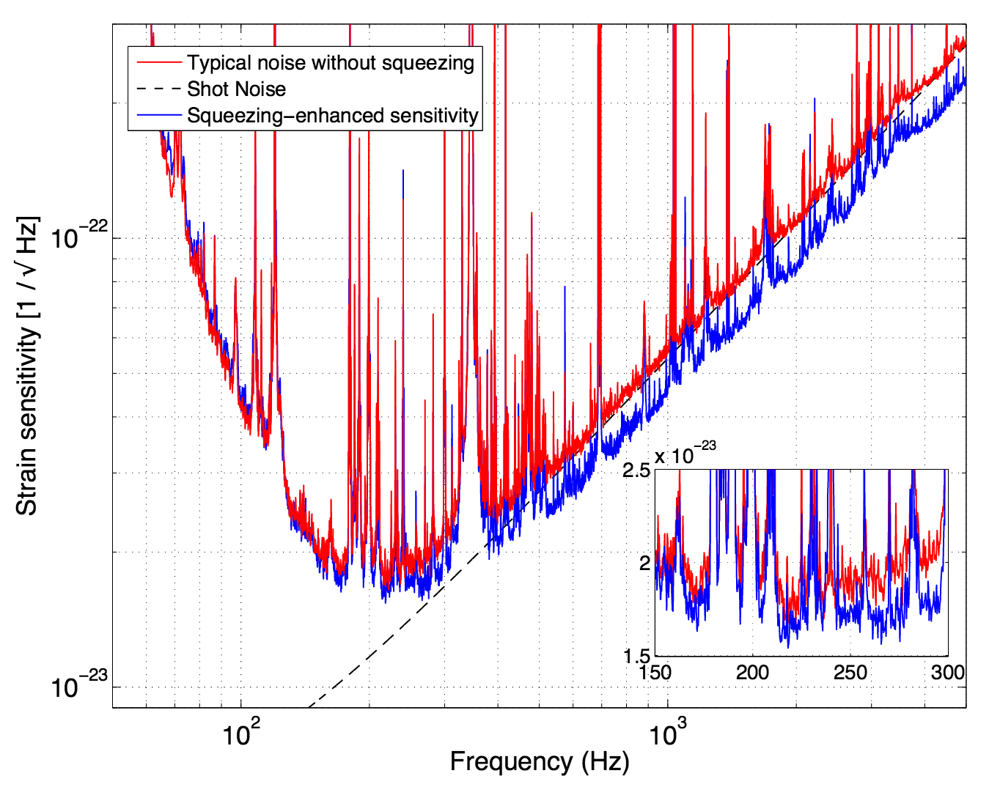 Typical noise without squeezing
Shot Noise
Squeezing−enhanced sensitivity
Strain sensitivity [1 / √ Hz]
10⁻²²
10⁻²³
x 10⁻²³
2.5
2
1.5
150 200 250 300
10² 10³
Frequency (Hz)